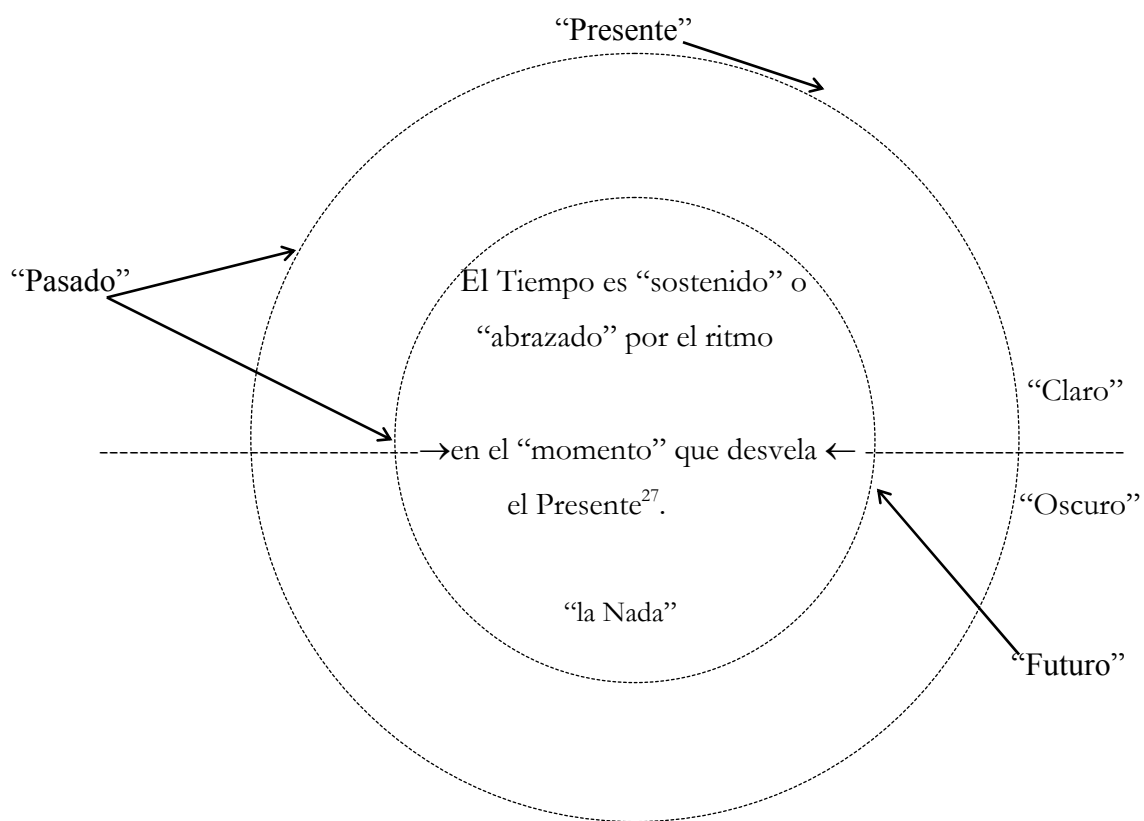 “Presente”
“Pasado”
El Tiempo es “sostenido” o
“abrazado” por el ritmo
“Claro”
→en el “momento” que desvela ←
“Oscuro”
el Presente27.
“la Nada”
“Futuro”